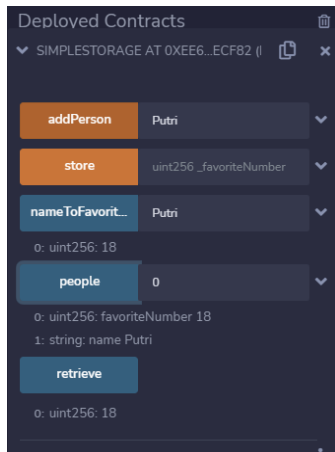 Deployed Contracts
SIMPLESTORAGE AT 0XEE6...ECF82 (
addPerson Putri
store uint256 _favoriteNumber
nameToFavorit... Putri
0: uint256: 18
people 0
0: uint256: favoriteNumber 18
1: string: name Putri
retrieve
0: uint256: 18